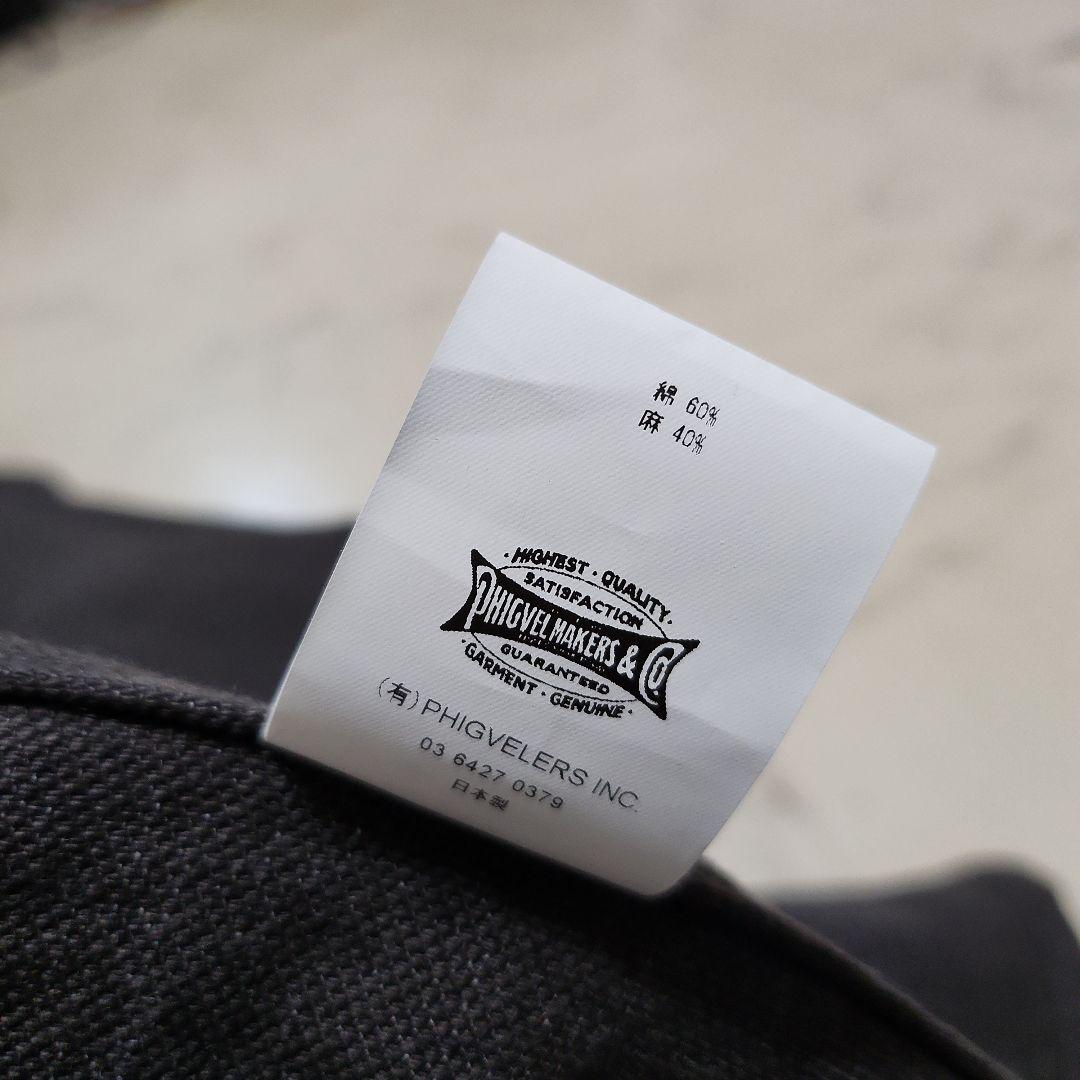 綿 60%
麻 40%
· HIGHEST · QUALITY ·
SATISFACTION
PHIGVEL MAKERS & Co.
GUARANTEED
· GARMENT · GENUINE ·
(有)PHIGVELERS INC.
03 6427 0379
日本製